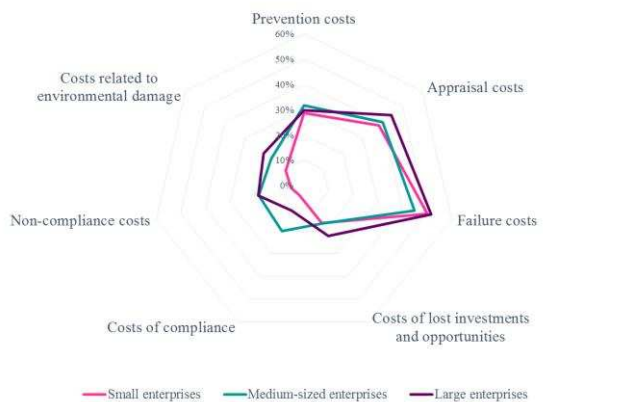 Prevention costs
60%
50%
40%
30%
20%
10%
0%
Appraisal costs
Failure costs
Costs of lost investments
and opportunities
Costs of compliance
Non-compliance costs
Costs related to
environmental damage
Small enterprises
Medium-sized enterprises
Large enterprises